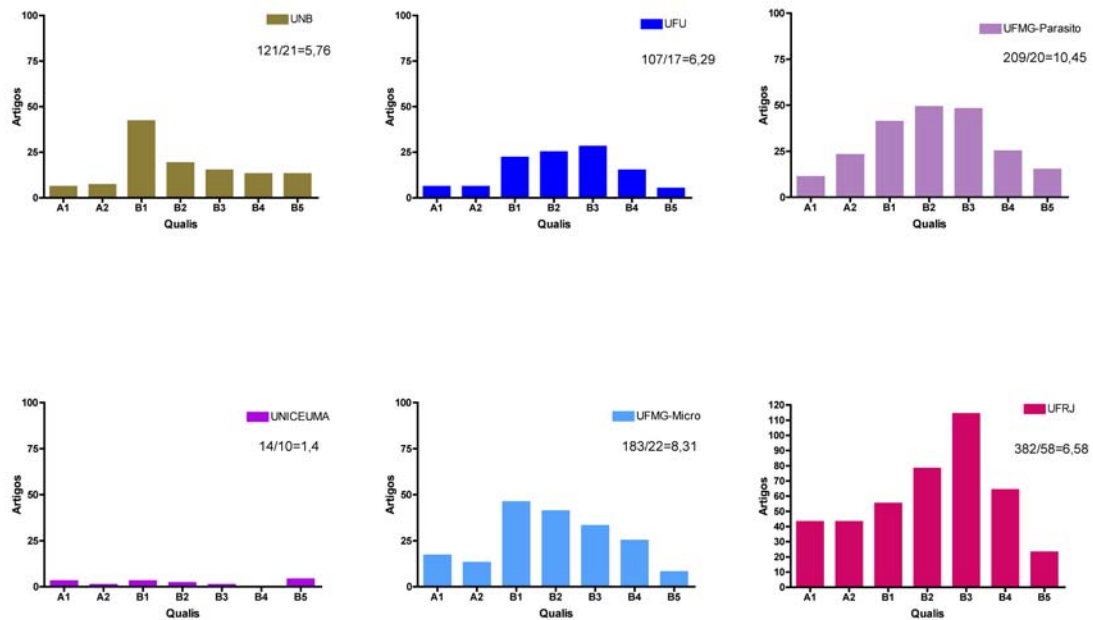 UNB
121/21=5,76
100
75
50
25
0
Artigos
A1 A2 B1 B2 B3 B4 B5
Qualis
UFU
107/17=6,29
100
75
50
25
0
Artigos
A1 A2 B1 B2 B3 B4 B5
Qualis
UFMG-Parasito
209/20=10,45
100
75
50
25
0
Artigos
A1 A2 B1 B2 B3 B4 B5
Qualis
UNICEUMA
14/10=1,4
100
75
50
25
0
Artigos
A1 A2 B1 B2 B3 B4 B5
Qualis
UFMG-Micro
183/22=8,31
100
75
50
25
0
Artigos
A1 A2 B1 B2 B3 B4 B5
Qualis
UFRJ
382/58=6,58
120
110
100
90
80
70
60
50
40
30
20
10
0
Artigos
A1 A2 B1 B2 B3 B4 B5
Qualis